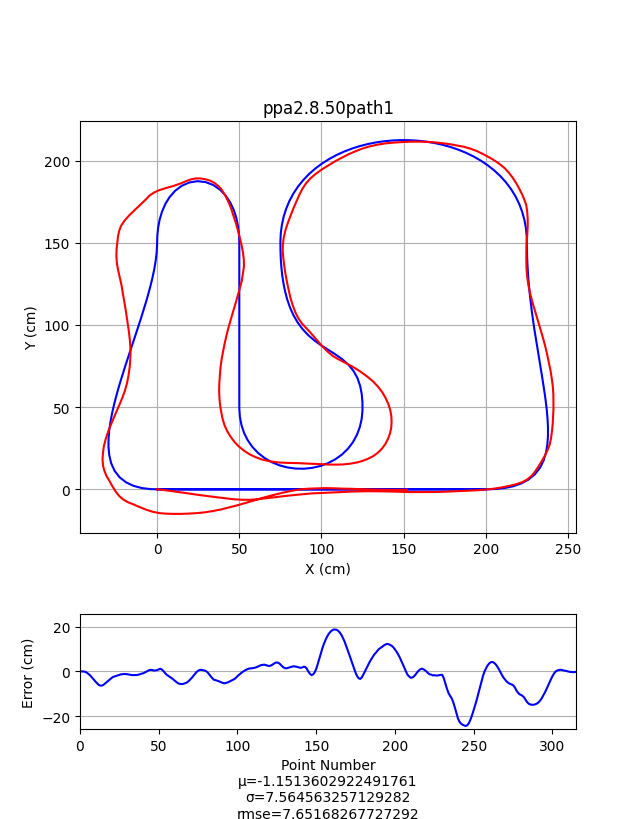 ppa2.8.50path1
200
150
100
50
0
Y (cm)
0 50 100 150 200 250
X (cm)
20
0
−20
Error (cm)
0 50 100 150 200 250 300
Point Number
μ=-1.1513602922491761
σ=7.564563257129282
rmse=7.65168267727292